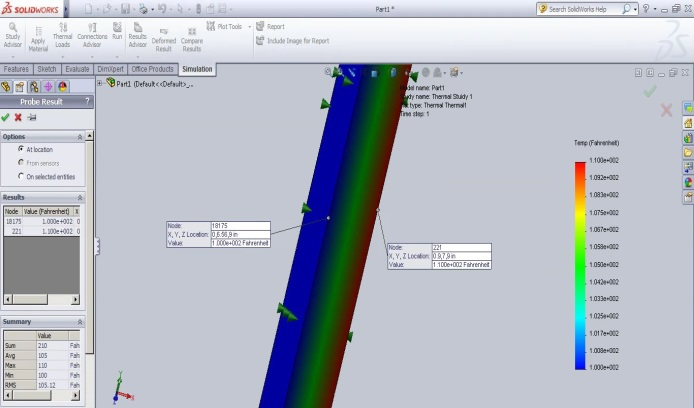 SOLIDWORKS
Part1 *
Search SolidWorks Help
Study Advisor
Apply Material
Thermal Loads
Connections Advisor
Run
Results Advisor
Deformed Result
Compare Results
Plot Tools
Report
Include Image for Report
Features Sketch Evaluate DimXpert Office Products Simulation
Probe Result ?
Part1 (Default<<Default>_...
Options
At location
From sensors
On selected entities
Results
Node Value (Fahrenheit) X
18175 1.000e+002 0
221 1.100e+002 0
Summary
Value
Sum 210 Fah
Avg 105 Fah
Max 110 Fah
Min 100 Fah
RMS 105.12 Fah
Model name: Part1
Study name: Thermal Study 1
Plot type: Thermal Thermal1
Time step: 1
Node: 18175
X, Y, Z Location: 0,6.56,9 in
Value: 1.000e+002 Fahrenheit
Node: 221
X, Y, Z Location: 0.9,7,9 in
Value: 1.100e+002 Fahrenheit
Temp (Fahrenheit)
1.100e+002
1.092e+002
1.083e+002
1.075e+002
1.067e+002
1.058e+002
1.050e+002
1.042e+002
1.033e+002
1.025e+002
1.017e+002
1.008e+002
1.000e+002